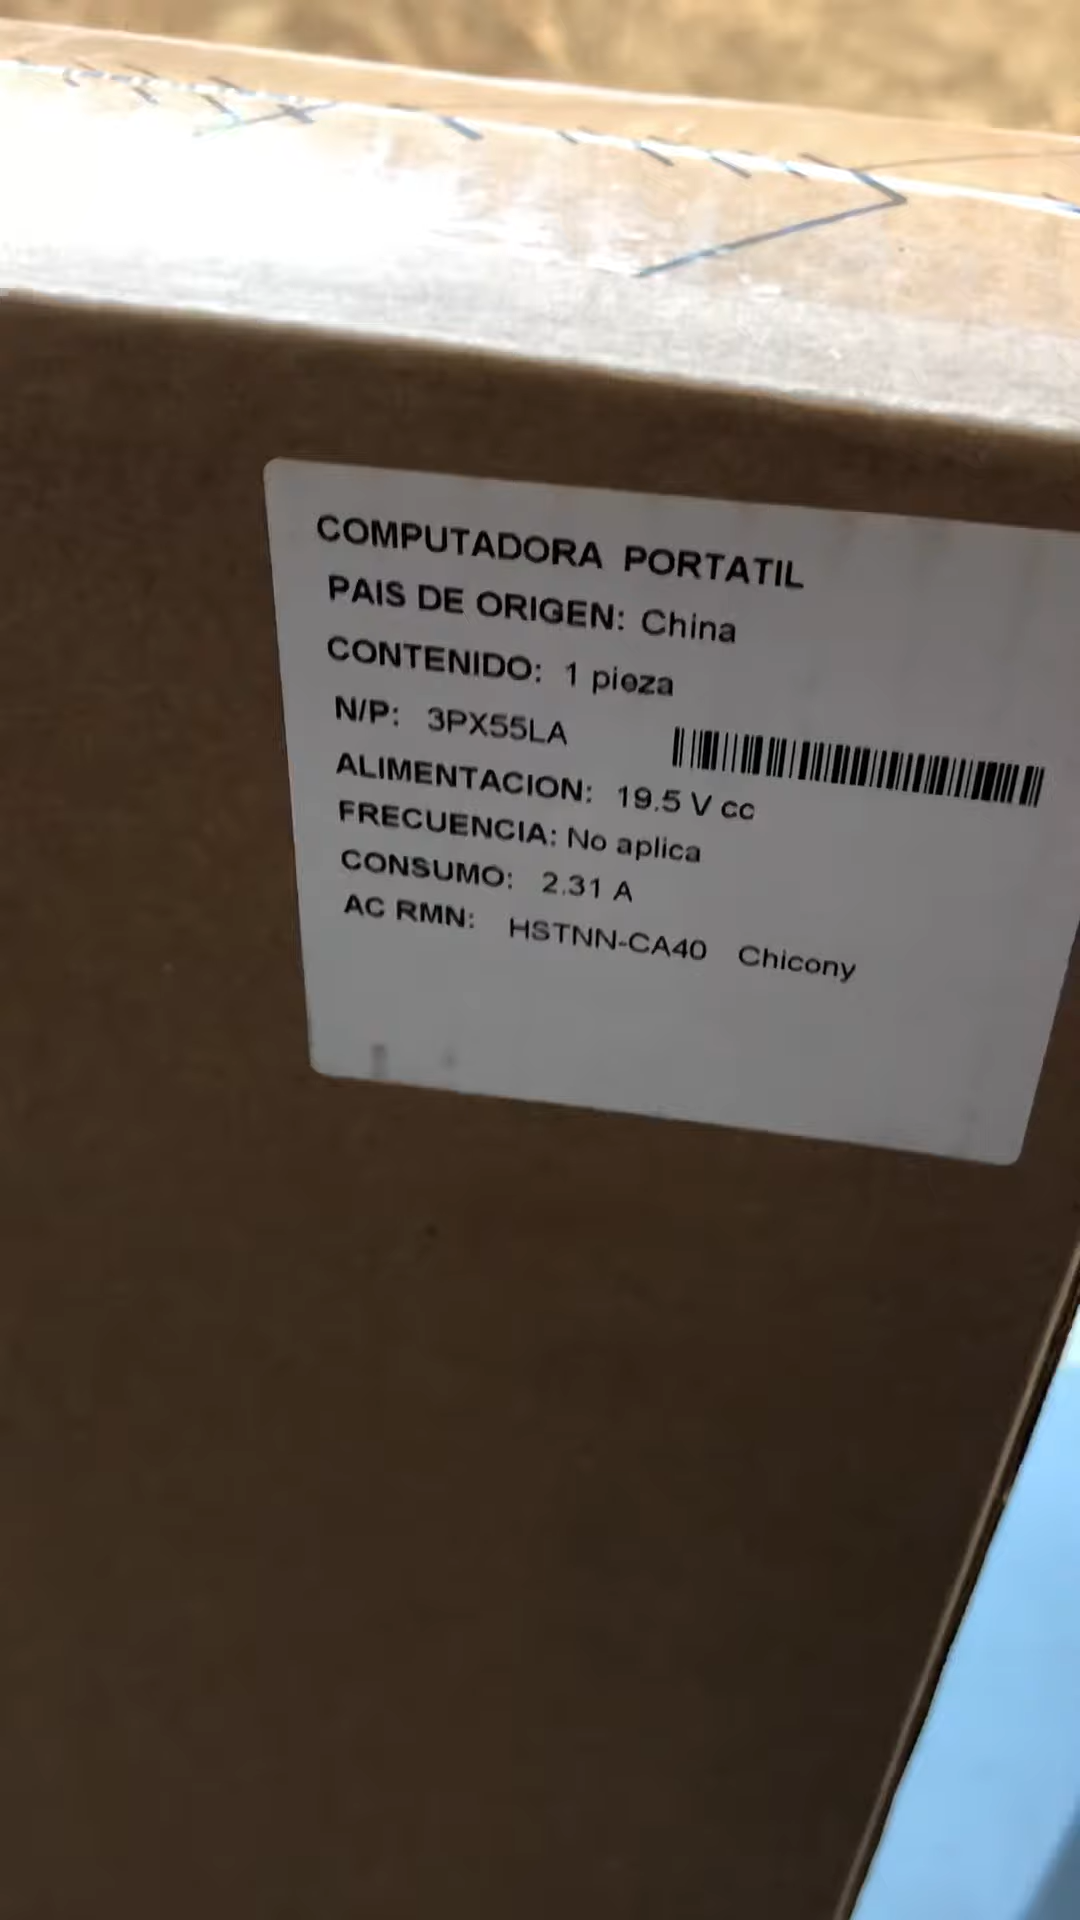 COMPUTADORA PORTATIL
PAIS DE ORIGEN: China
CONTENIDO: 1 pieza
N/P: 3PX55LA
ALIMENTACION: 19.5 V cc
FRECUENCIA: No aplica
CONSUMO: 2.31 A
AC RMN: HSTNN-CA40 Chicony